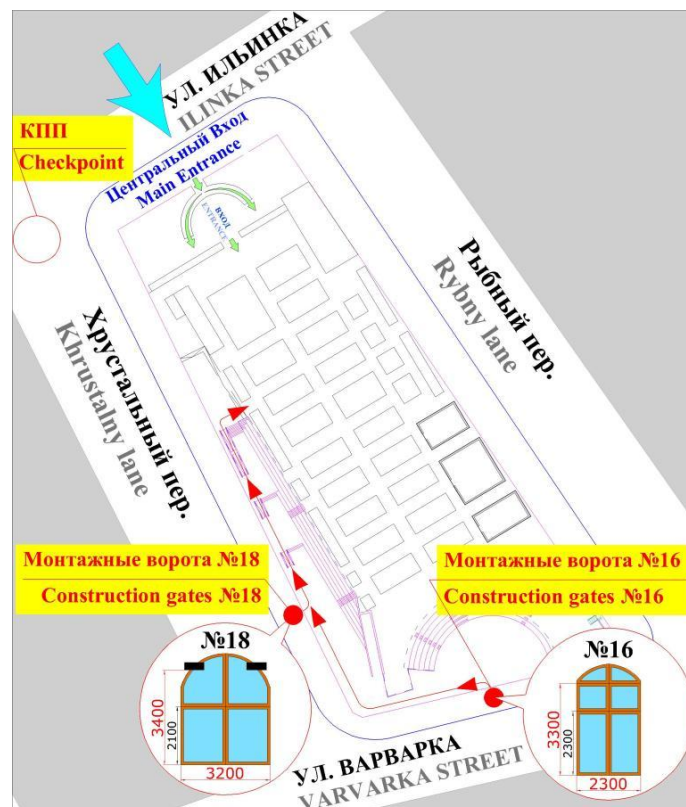 УЛ. ИЛЬИНКА
ILINKA STREET
КПП
Checkpoint
Центральный Вход
Main Entrance
ВХОД
ENTRANCE
Рыбный пер.
Rybny lane
Хрустальный пер.
Khrustalny lane
Монтажные ворота №18
Construction gates №18
Монтажные ворота №16
Construction gates №16
№18
3400
2100
3200
№16
3300
2300
2300
УЛ. ВАРВАРКА
VARVARKA STREET